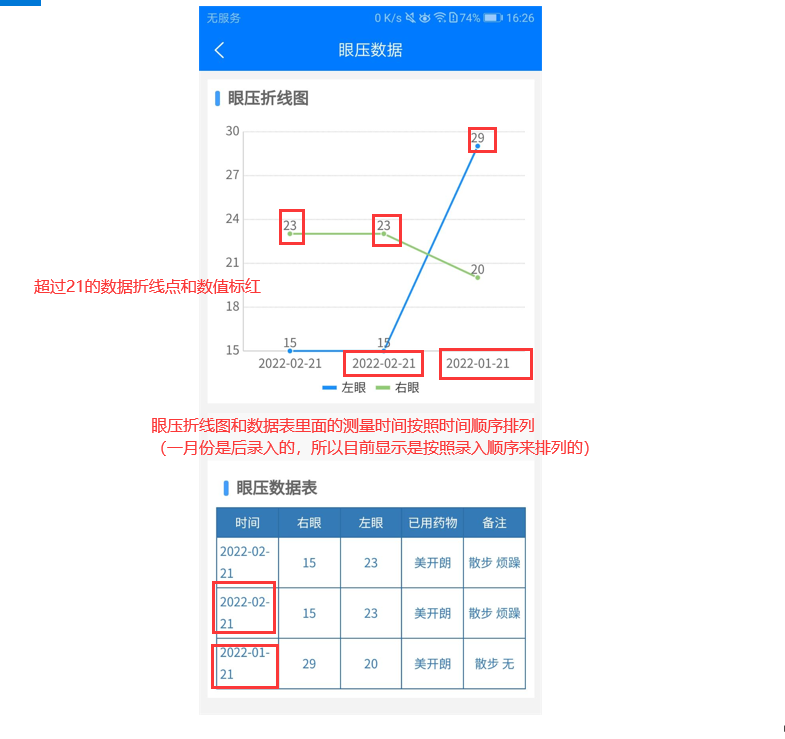 无服务 0 K/s 74% 16:26
眼压数据
眼压折线图
30
29
27
24
23 23
21
20
超过21的数据折线点和数值标红
18
15 15
15
2022-02-21 2022-02-21 2022-01-21
左眼 右眼
眼压折线图和数据表里面的测量时间按照时间顺序排列
（一月份是后录入的，所以目前显示是按照录入顺序来排列的）
眼压数据表
时间 右眼 左眼 已用药物 备注
2022-02-
21 15 23 美开朗 散步 烦躁
2022-02-
21 15 23 美开朗 散步 烦躁
2022-01-
21 29 20 美开朗 散步 无